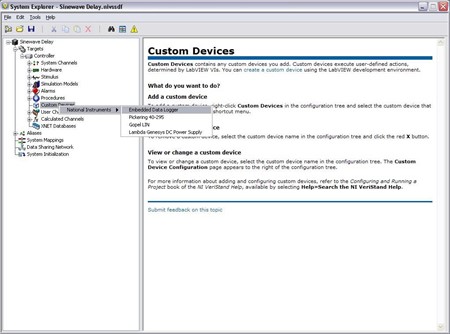 System Explorer - Sinewave Delay.nivssdf
File Edit Tools Help
Sinewave Delay
Targets
Controller
System Channels
Hardware
Stimulus
Simulation Models
Alarms
Procedures
Custom Devices
User Ch
Calculated Channels
XNET Databases
Aliases
System Mappings
Data Sharing Network
System Initialization
National Instruments
Embedded Data Logger
Pickering 40-295
Gopel LIN
Lambda Genesys DC Power Supply
Custom Devices
Custom Devices contains any custom devices you add. Custom devices execute user-defined actions,
determined by LabVIEW VIs. You can create a custom device using the LabVIEW development environment.
What do you want to do?
Add a custom device
To add a custom device, right-click Custom Devices in the configuration tree and select the device that
shortcut menu.
ice
To remove a custom device, select the custom device name in the configuration tree and click the red X button.
View or change a custom device
To view or change a custom device, select the custom device name in the configuration tree. The Custom
Device Configuration page appears to the right of the configuration tree.
For more information about adding and configuring custom devices, refer to the Configuring and Running a
Project book of the NI VeriStand Help, available by selecting Help»Search the NI VeriStand Help.
Submit feedback on this topic